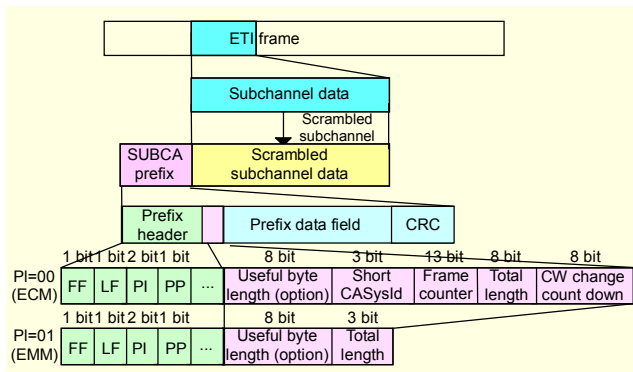 ETI frame
Subchannel data
Scrambled
subchannel
SUBCA
prefix
Scrambled
subchannel data
Prefix
header
Prefix data field
CRC
1 bit 1 bit 2 bit 1 bit 8 bit 3 bit 13 bit 8 bit 8 bit
PI=00
(ECM)
FF LF PI PP ...
Useful byte
length (option)
Short
CASysId
Frame
counter
Total
length
CW change
count down
1 bit 1 bit 2 bit 1 bit 8 bit 3 bit
PI=01
(EMM)
FF LF PI PP ...
Useful byte
length (option)
Total
length